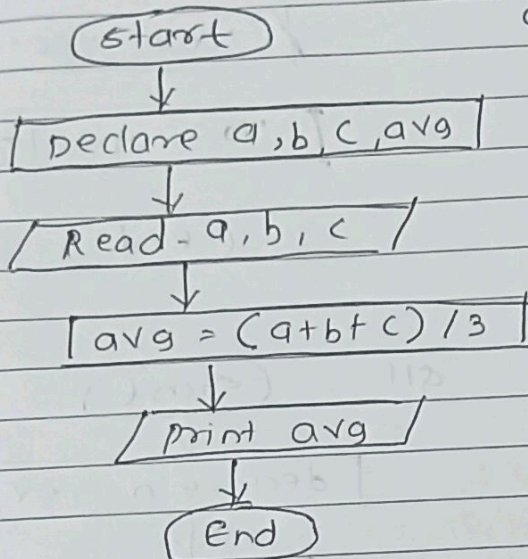 Start
Declare a, b, c, avg
Read a, b, c
avg = (a+b+c) / 3
print avg
End